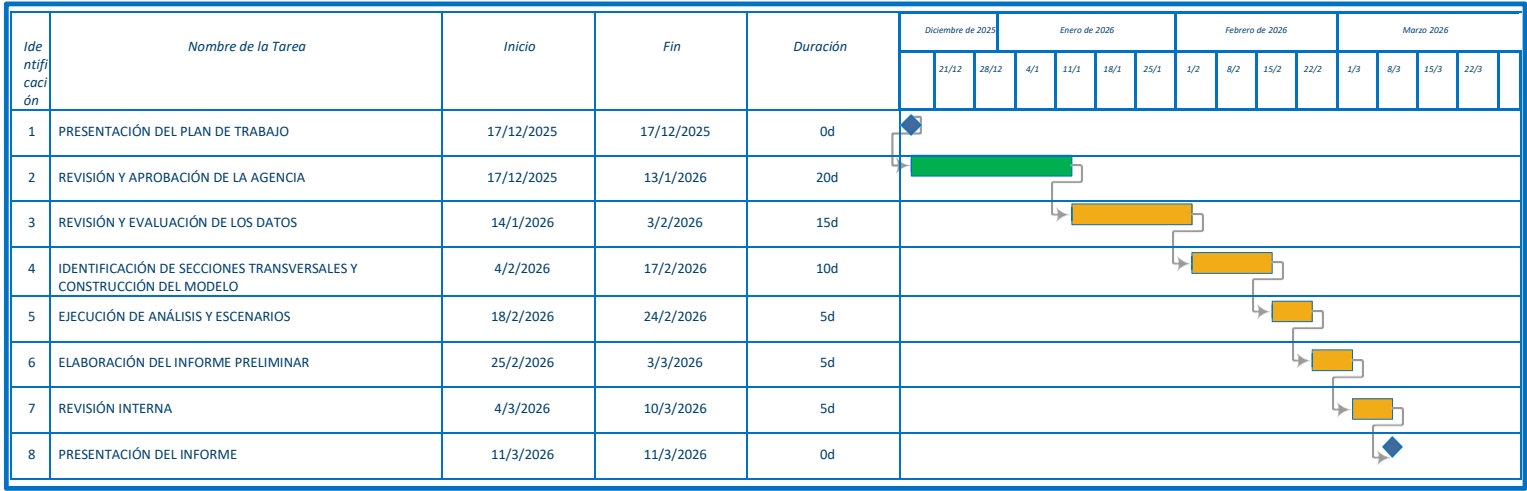 Ide
ntifi
caci
ón
Nombre de la Tarea
Inicio
Fin
Duración
Diciembre de 2025
Enero de 2026
Febrero de 2026
Marzo 2026
21/12 28/12 4/1 11/1 18/1 25/1 1/2 8/2 15/2 22/2 1/3 8/3 15/3 22/3
1 PRESENTACIÓN DEL PLAN DE TRABAJO 17/12/2025 17/12/2025 0d
2 REVISIÓN Y APROBACIÓN DE LA AGENCIA 17/12/2025 13/1/2026 20d
3 REVISIÓN Y EVALUACIÓN DE LOS DATOS 14/1/2026 3/2/2026 15d
4 IDENTIFICACIÓN DE SECCIONES TRANSVERSALES Y 4/2/2026 17/2/2026 10d
CONSTRUCCIÓN DEL MODELO
5 EJECUCIÓN DE ANÁLISIS Y ESCENARIOS 18/2/2026 24/2/2026 5d
6 ELABORACIÓN DEL INFORME PRELIMINAR 25/2/2026 3/3/2026 5d
7 REVISIÓN INTERNA 4/3/2026 10/3/2026 5d
8 PRESENTACIÓN DEL INFORME 11/3/2026 11/3/2026 0d